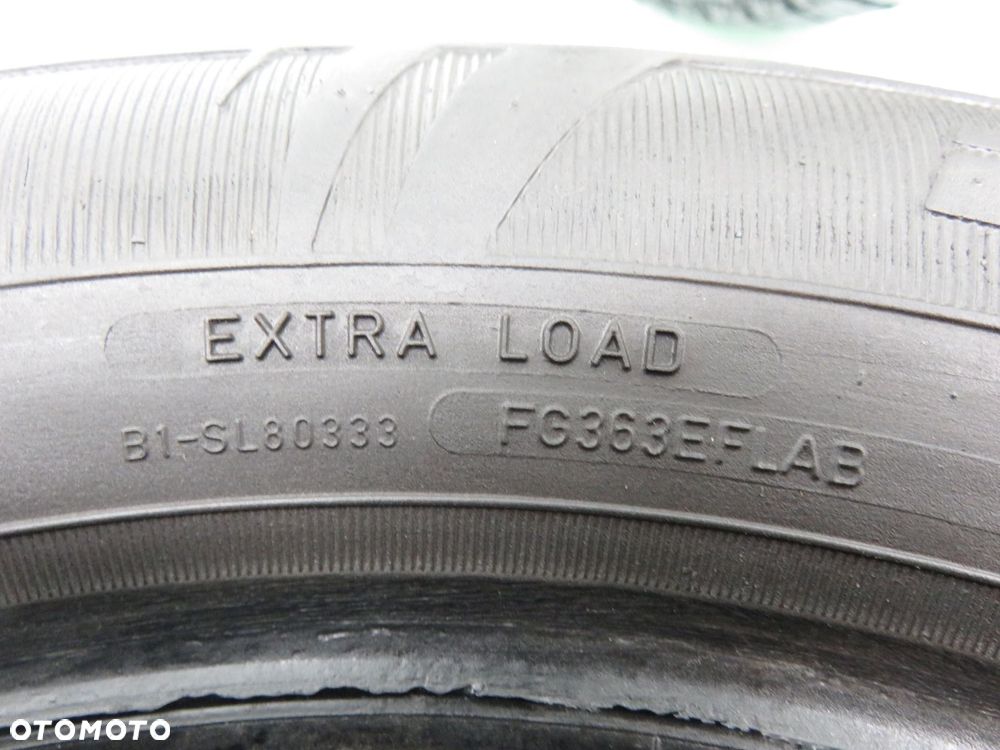 EXTRA LOAD
B1-SL80333
FG363EFLAB
OTOMOTO